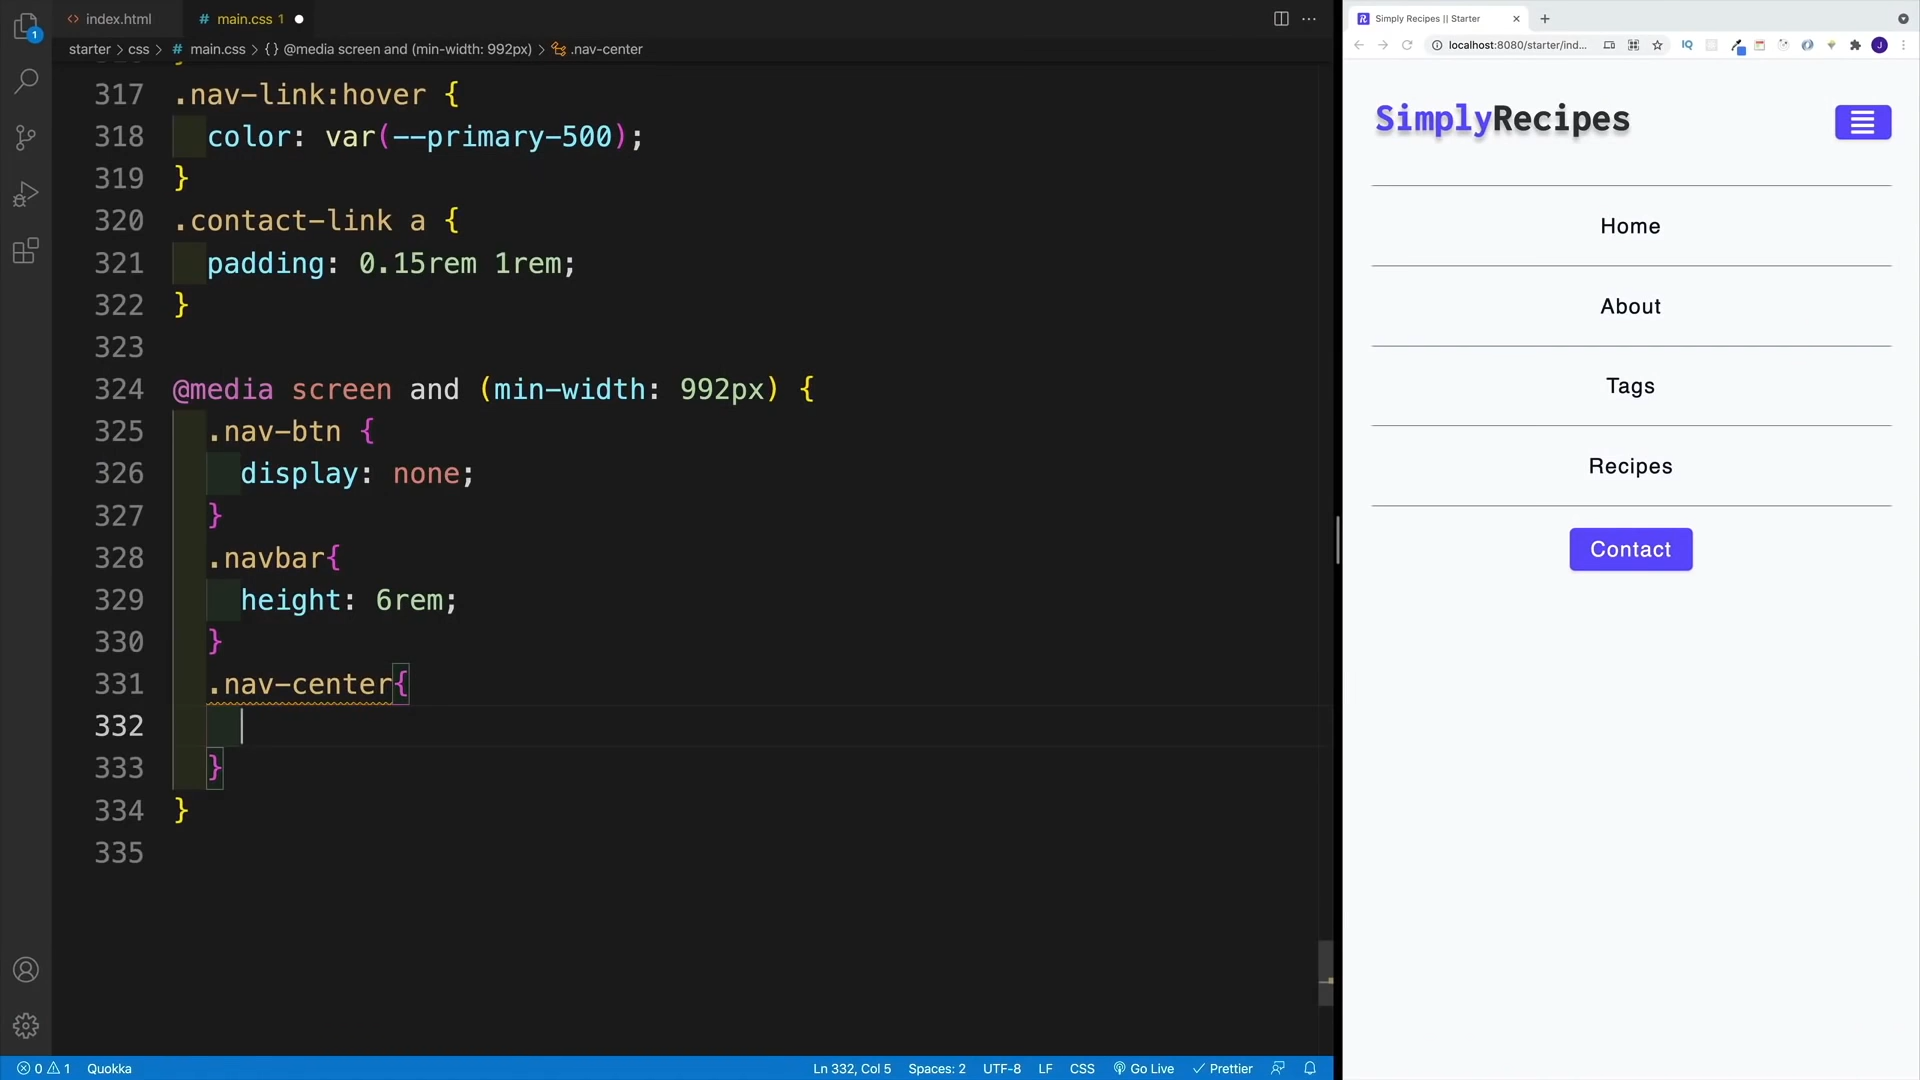 index.html
# main.css 1
starter > css > # main.css > {} @media screen and (min-width: 992px) > .nav-center
317 .nav-link:hover {
318 color: var(--primary-500);
319 }
320 .contact-link a {
321 padding: 0.15rem 1rem;
322 }
323
324 @media screen and (min-width: 992px) {
325 .nav-btn {
326 display: none;
327 }
328 .navbar{
329 height: 6rem;
330 }
331 .nav-center{
332
333 }
334 }
335
1
0 1 Quokka Ln 332, Col 5 Spaces: 2 UTF-8 LF CSS Go Live Prettier
Simply Recipes || Starter
localhost:8080/starter/ind...
IQ
J
SimplyRecipes
Home
About
Tags
Recipes
Contact